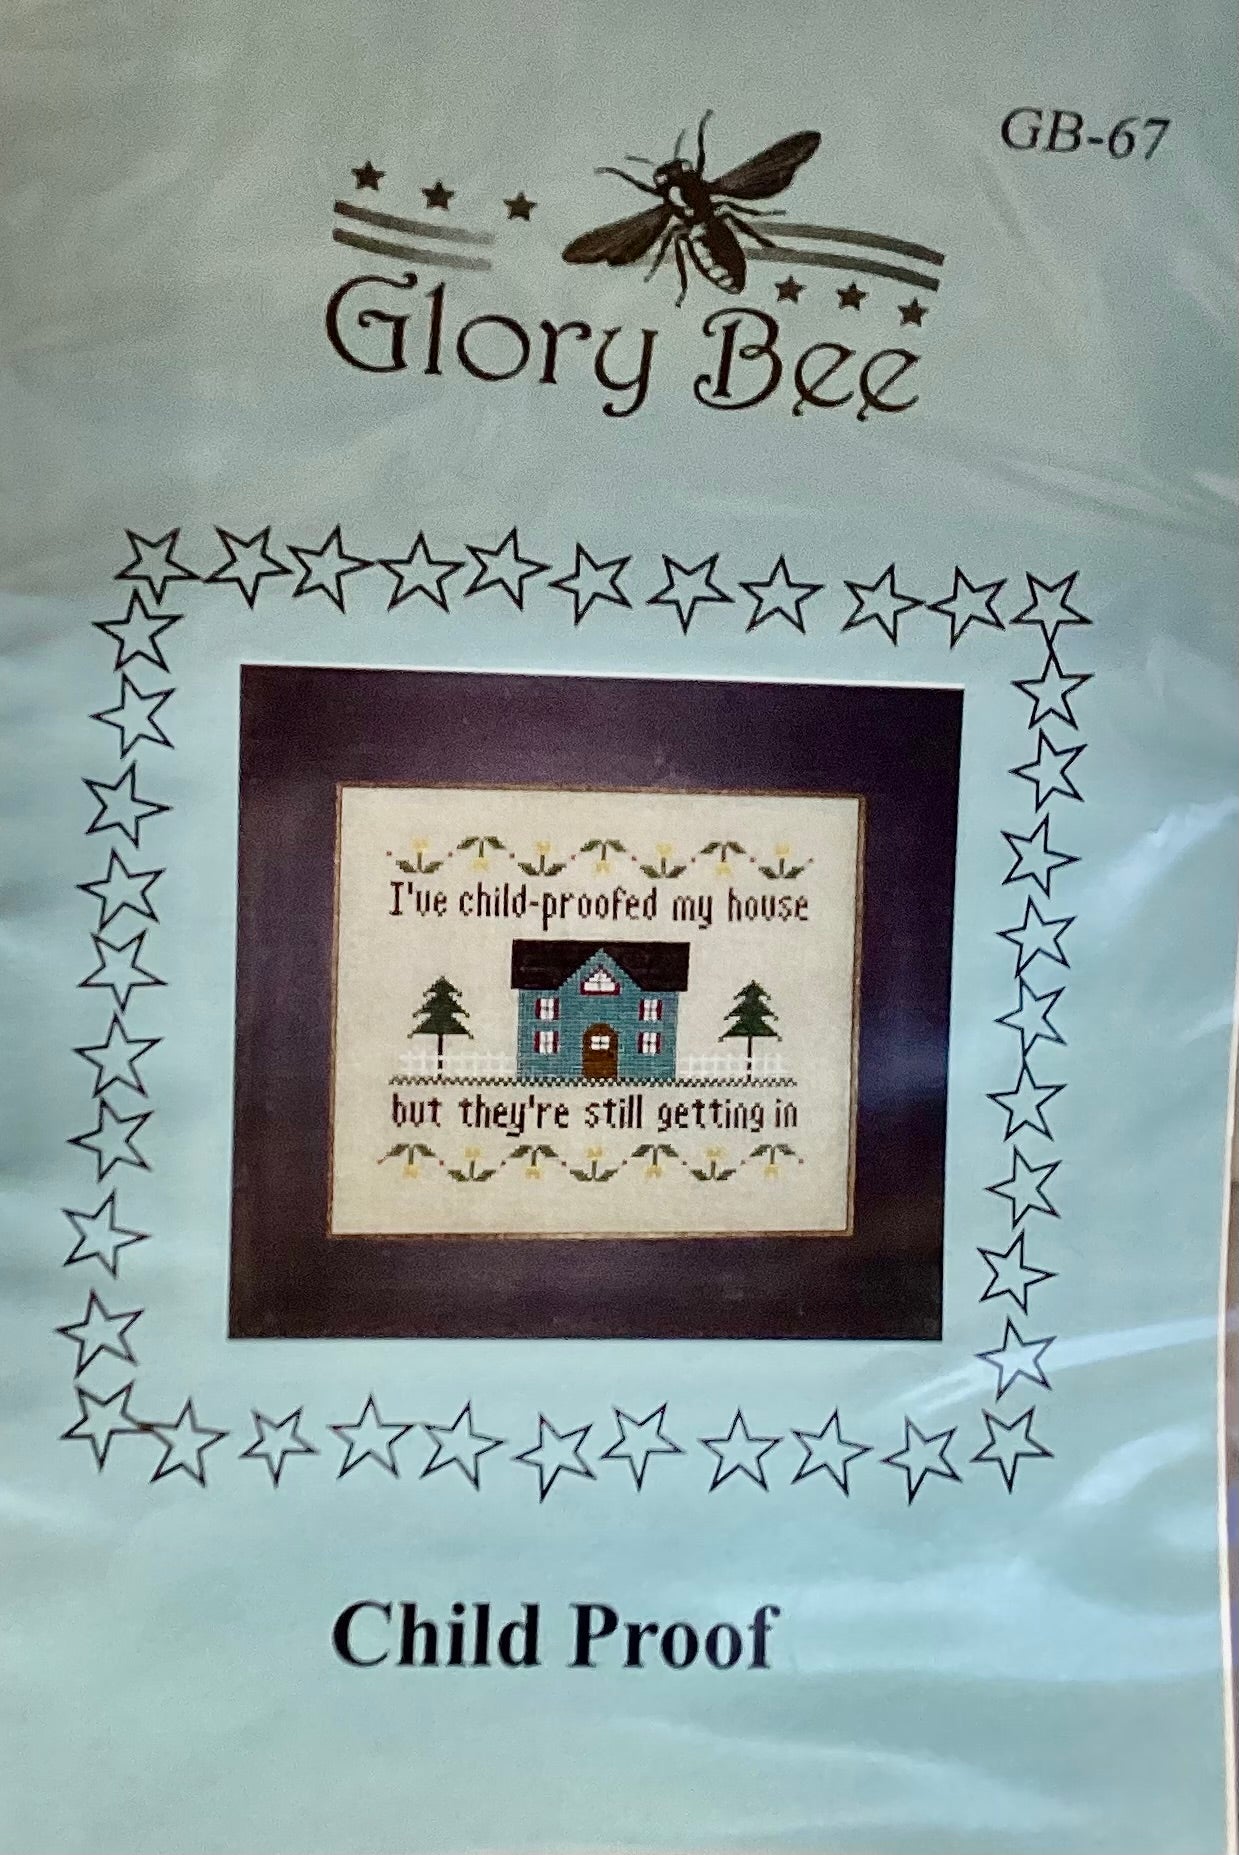 GB-67
Glory Bee
I've child-proofed my house
but they're still getting in
Child Proof